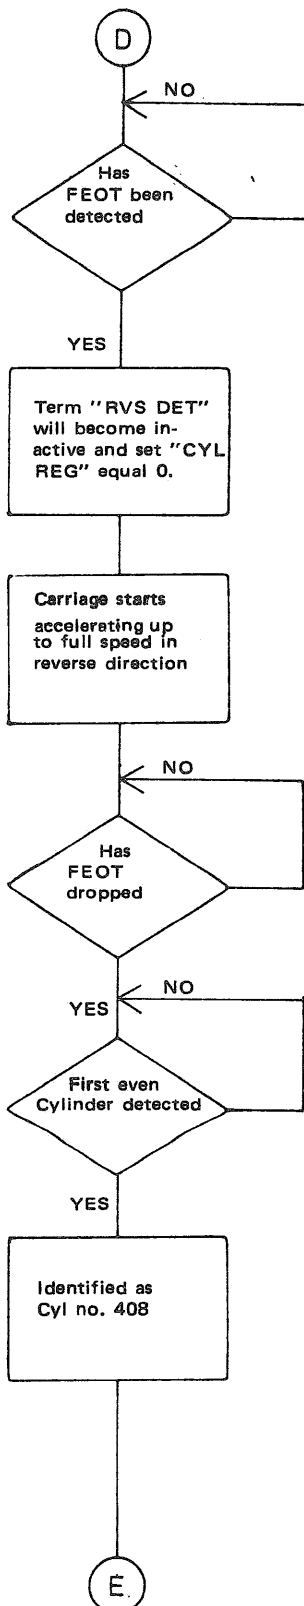 D
NO
Has
FEOT been
detected
YES
Term "RVS DET"
will become in-
active and set "CYL
REG" equal 0.
Carriage starts
accelerating up
to full speed in
reverse direction
NO
Has
FEOT
dropped
YES
NO
First even
Cylinder detected
YES
Identified as
Cyl no. 408
E